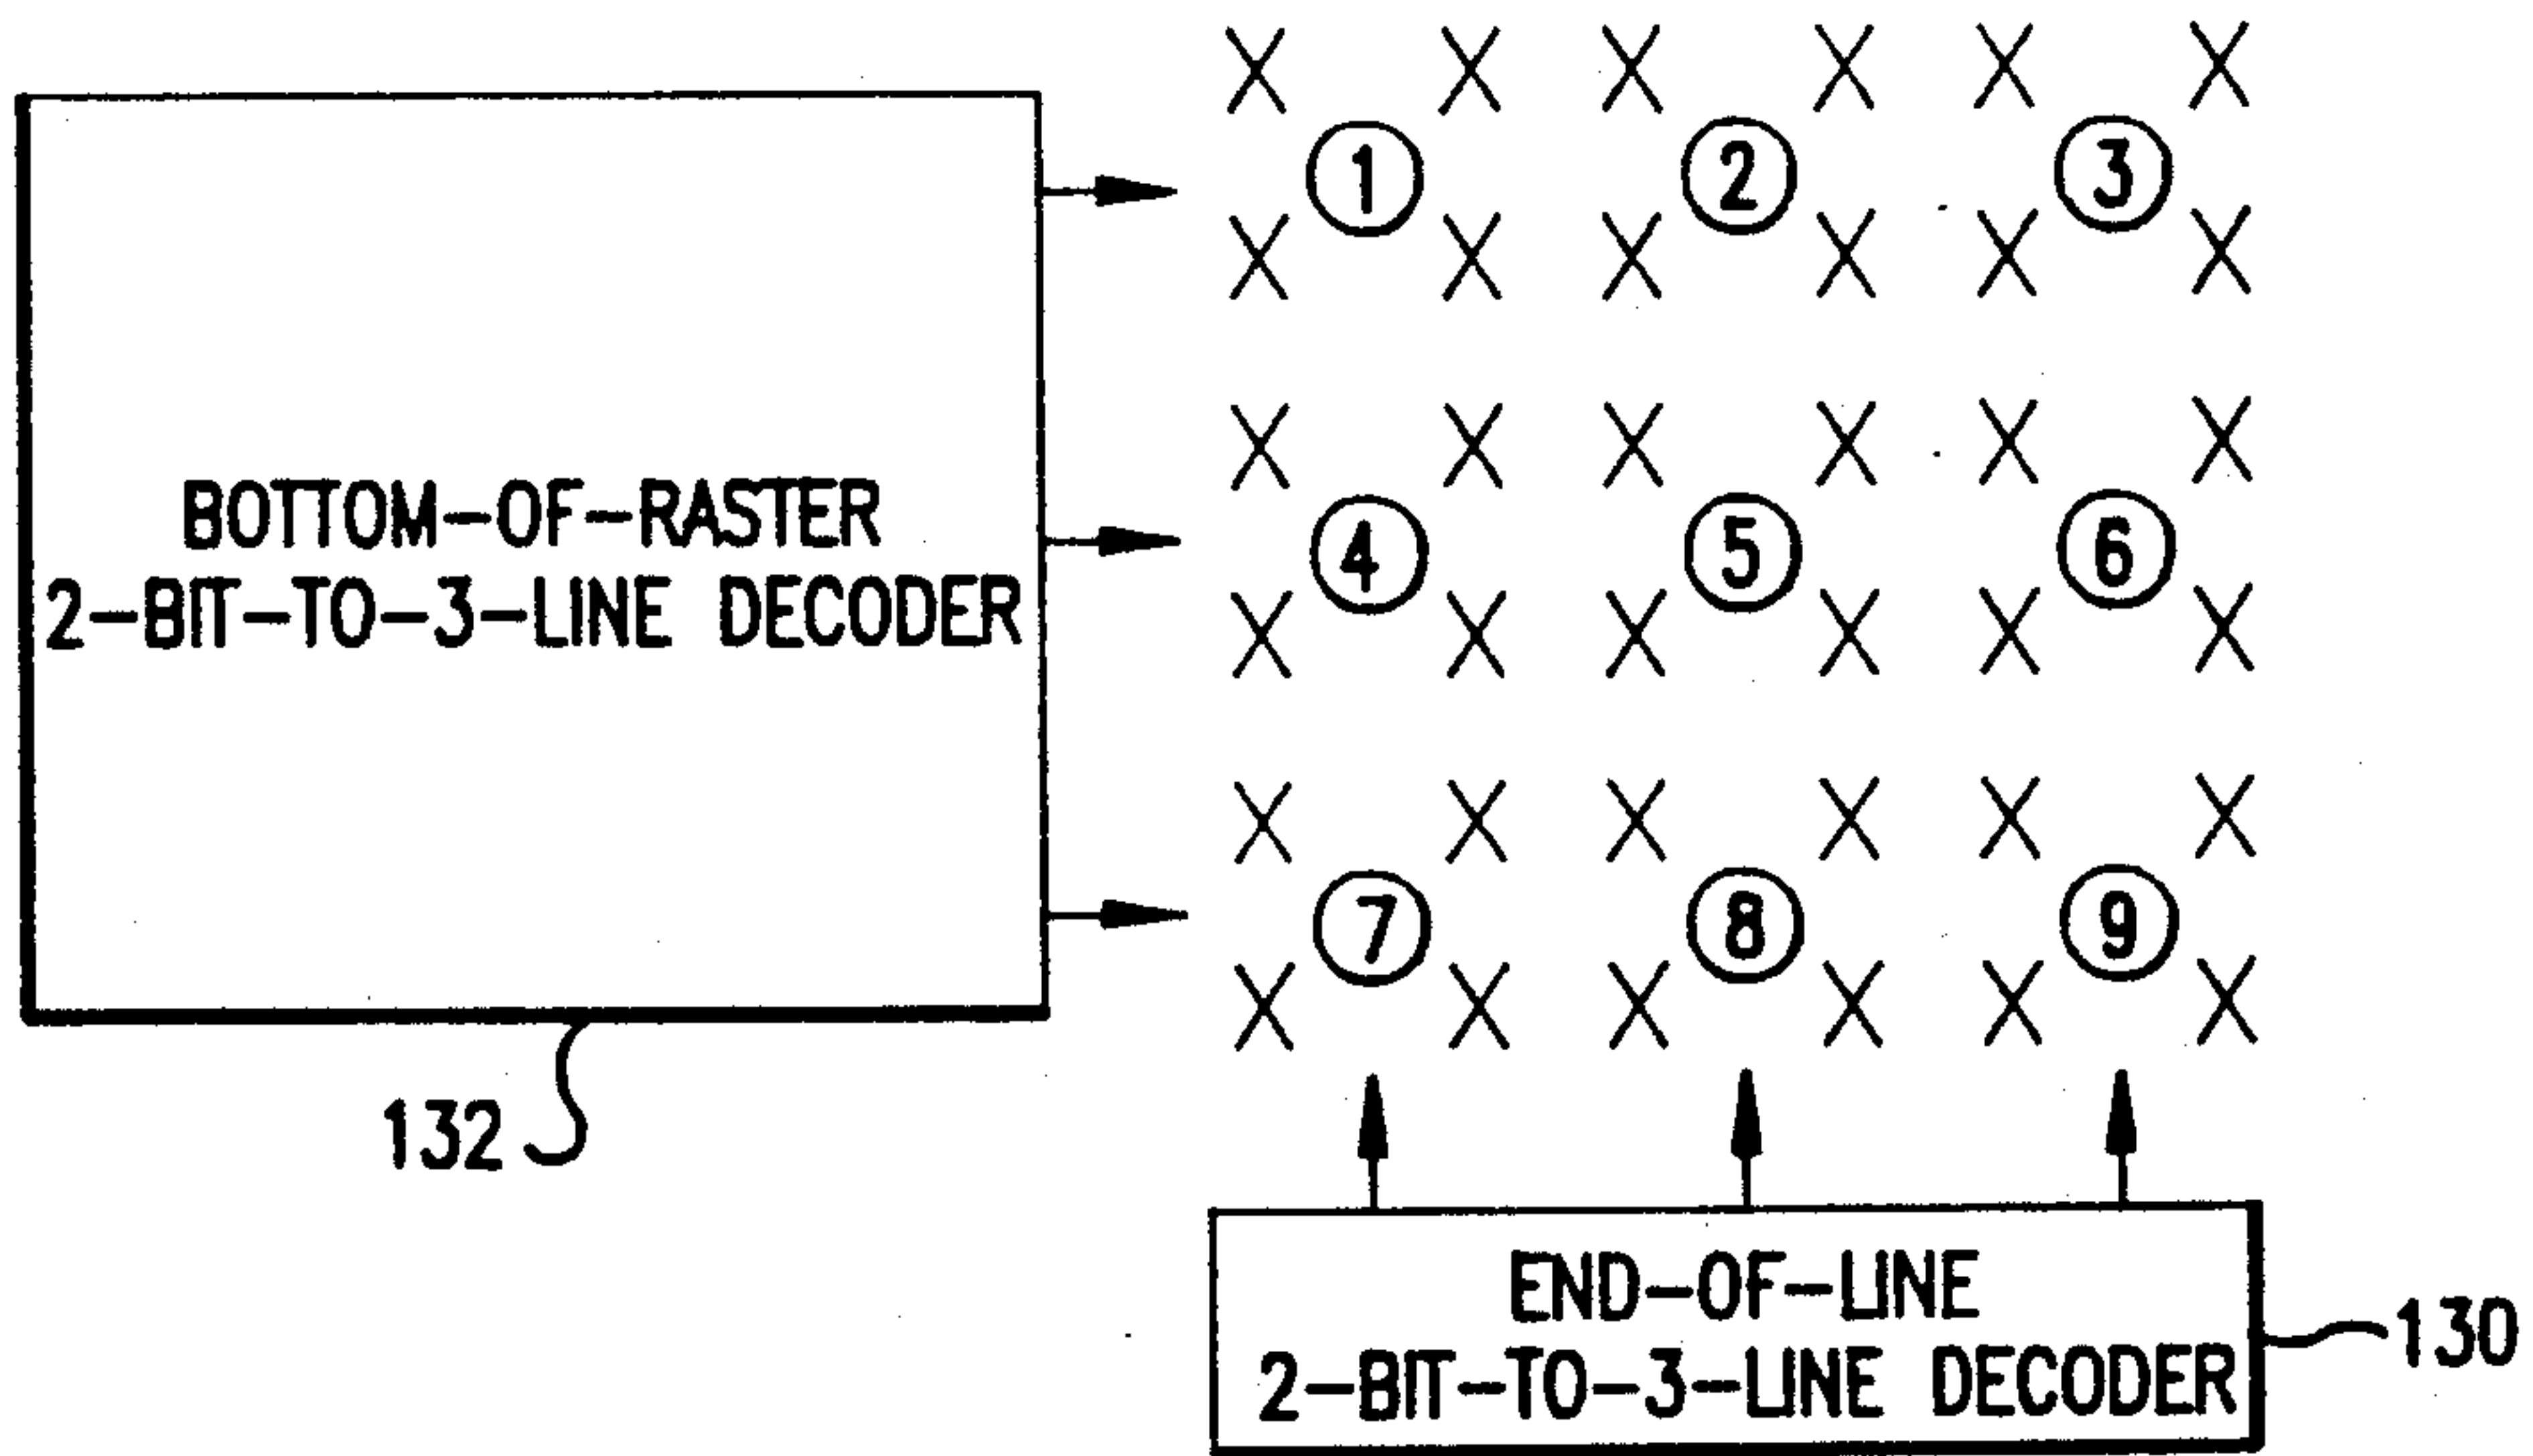 X X X X X X
1 2 3
X X X X X X
X X X X X X
4 5 6
X X X X X X
X X X X X X
7 8 9
X X X X X X
BOTTOM-OF-RASTER
2-BIT-TO-3-LINE DECODER
132
END-OF-LINE
2-BIT-TO-3-LINE DECODER
130